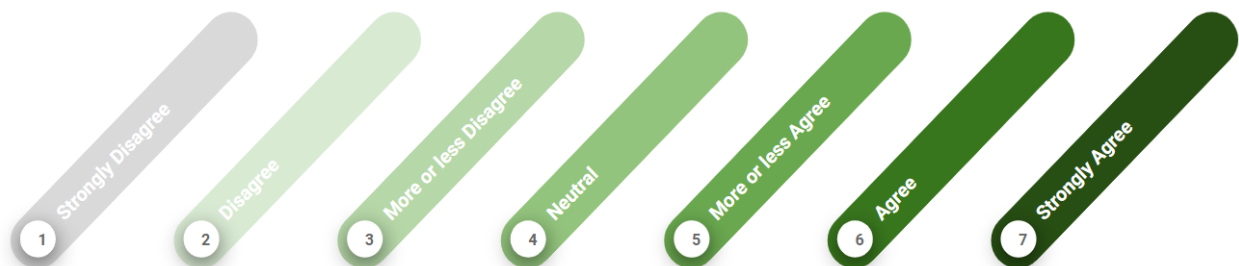 Strongly Disagree
1
Disagree
2
More or less Disagree
3
Neutral
4
More or less Agree
5
Agree
6
Strongly Agree
7